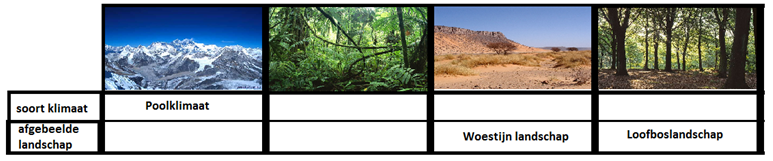 soort klimaat
Poolklimaat
afgebeelde
landschap
Woestijn landschap
Loofboslandschap